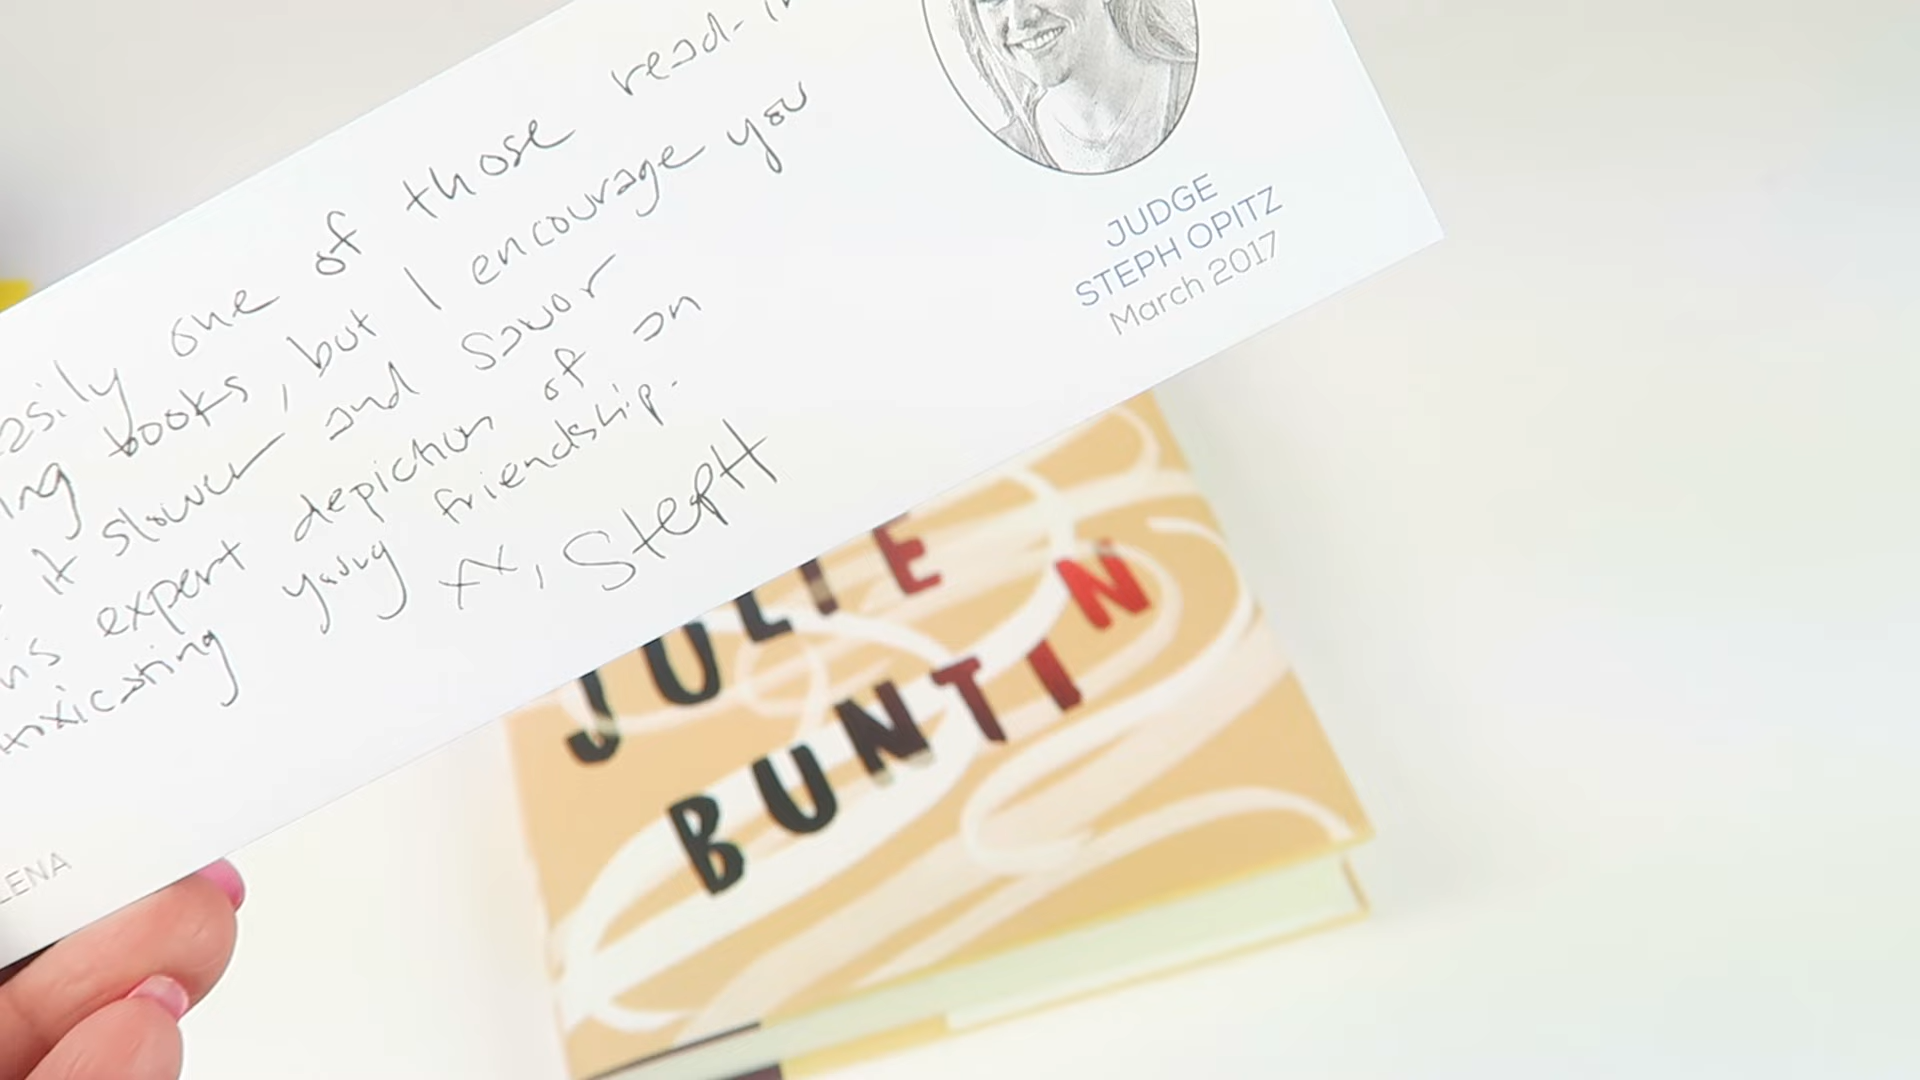 easily one of those read-in
ing books, but I encourage you
it slower and savor
expert depiction of an
intoxicating young friendship.
xx, Steph
JUDGE
STEPH OPITZ
March 2017
LENA
JULIE
BUNTIN